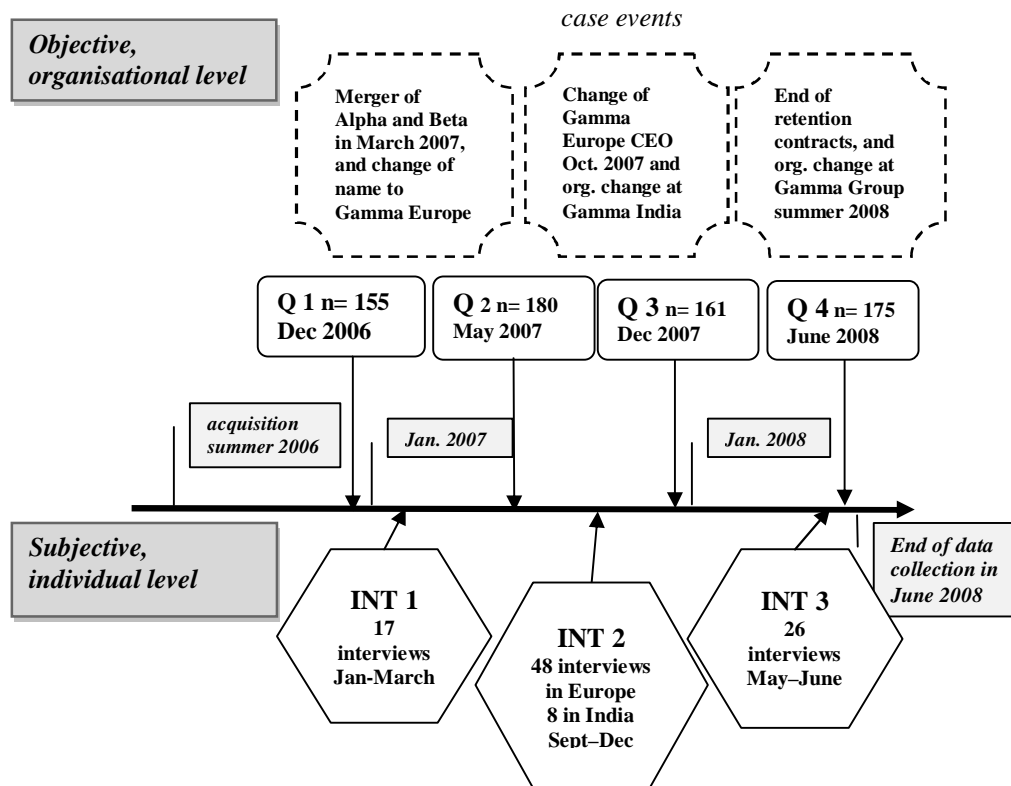 case events
Objective,
organisational level
Merger of
Alpha and Beta
in March 2007,
and change of
name to
Gamma Europe
Change of
Gamma
Europe CEO
Oct. 2007 and
org. change at
Gamma India
End of
retention
contracts, and
org. change at
Gamma Group
summer 2008
Q 1 n= 155
Dec 2006
Q 2 n= 180
May 2007
Q 3 n= 161
Dec 2007
Q 4 n= 175
June 2008
acquisition
summer 2006
Jan. 2007
Jan. 2008
Subjective,
individual level
End of data
collection in
June 2008
INT 1
17
interviews
Jan-March
INT 2
48 interviews
in Europe
8 in India
Sept–Dec
INT 3
26
interviews
May–June